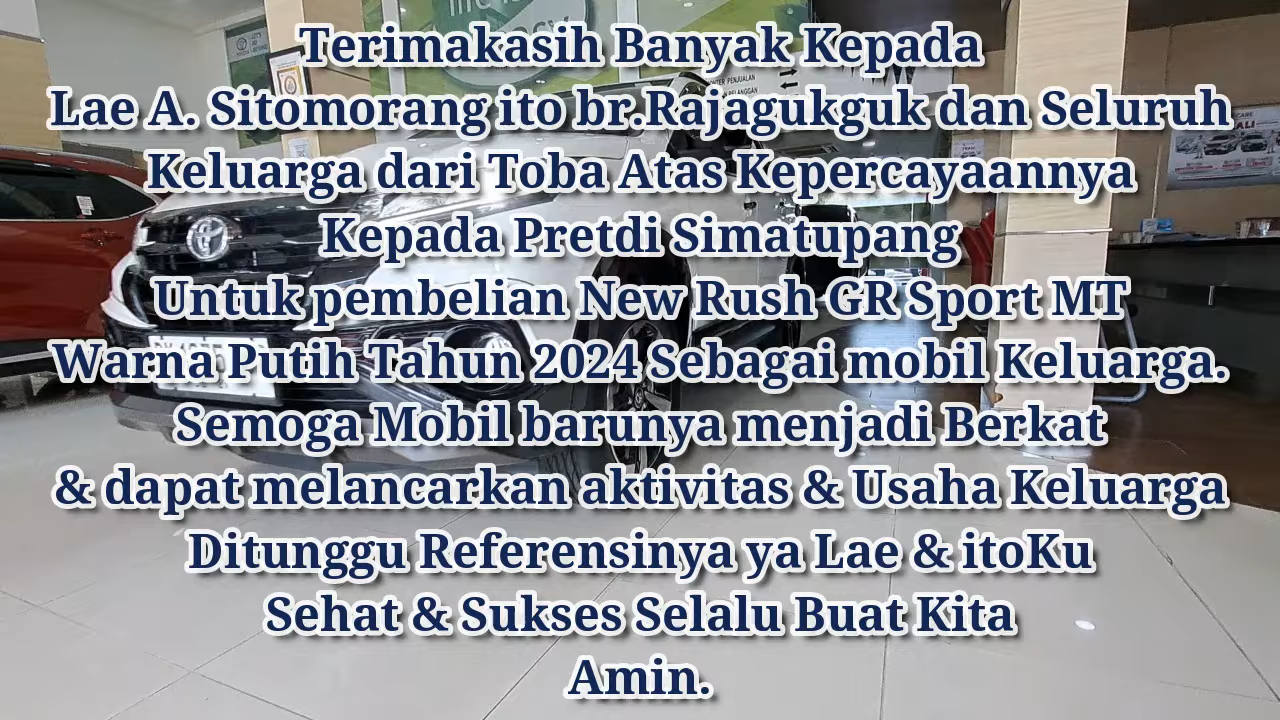 Terimakasih Banyak Kepada
Lae A. Sitomorang ito br.Rajagukguk dan Seluruh
Keluarga dari Toba Atas Kepercayaannya
Kepada Pretdi Simatupang
Untuk pembelian New Rush GR Sport MT
Warna Putih Tahun 2024 Sebagai mobil Keluarga.
Semoga Mobil barunya menjadi Berkat
& dapat melancarkan aktivitas & Usaha Keluarga
Ditunggu Referensinya ya Lae & itoKu
Sehat & Sukses Selalu Buat Kita
Amin.
PENJUALAN